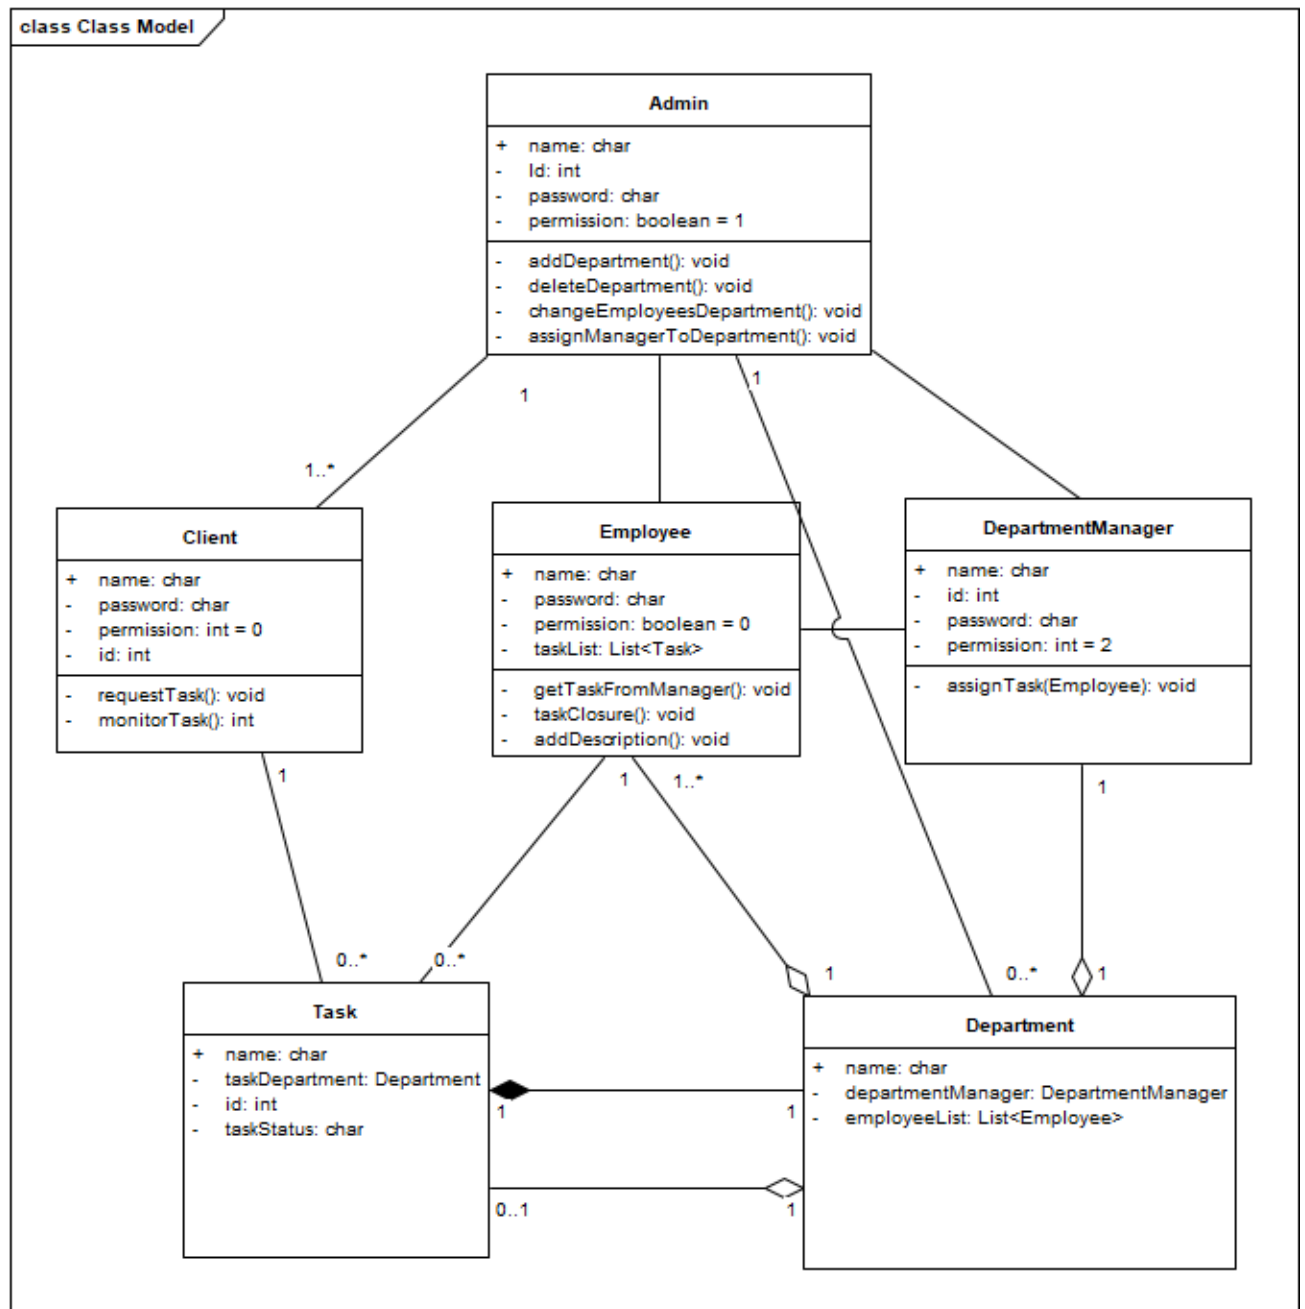 class Class Model
Admin
+ name: char
- Id: int
- password: char
- permission: boolean = 1
- addDepartment(): void
- deleteDepartment(): void
- changeEmployeesDepartment(): void
- assignManagerToDepartment(): void
1
1
1..*
Client
+ name: char
- password: char
- permission: int = 0
- id: int
- requestTask(): void
- monitorTask(): int
Employee
+ name: char
- password: char
- permission: boolean = 0
- taskList: List<Task>
- getTaskFromManager(): void
- taskClosure(): void
- addDescription(): void
DepartmentManager
+ name: char
- id: int
- password: char
- permission: int = 2
- assignTask(Employee): void
1
1
1..*
1
0..*
0..*
1
0..*
1
Task
+ name: char
- taskDepartment: Department
- id: int
- taskStatus: char
1
1
0..1
1
Department
+ name: char
- departmentManager: DepartmentManager
- employeeList: List<Employee>